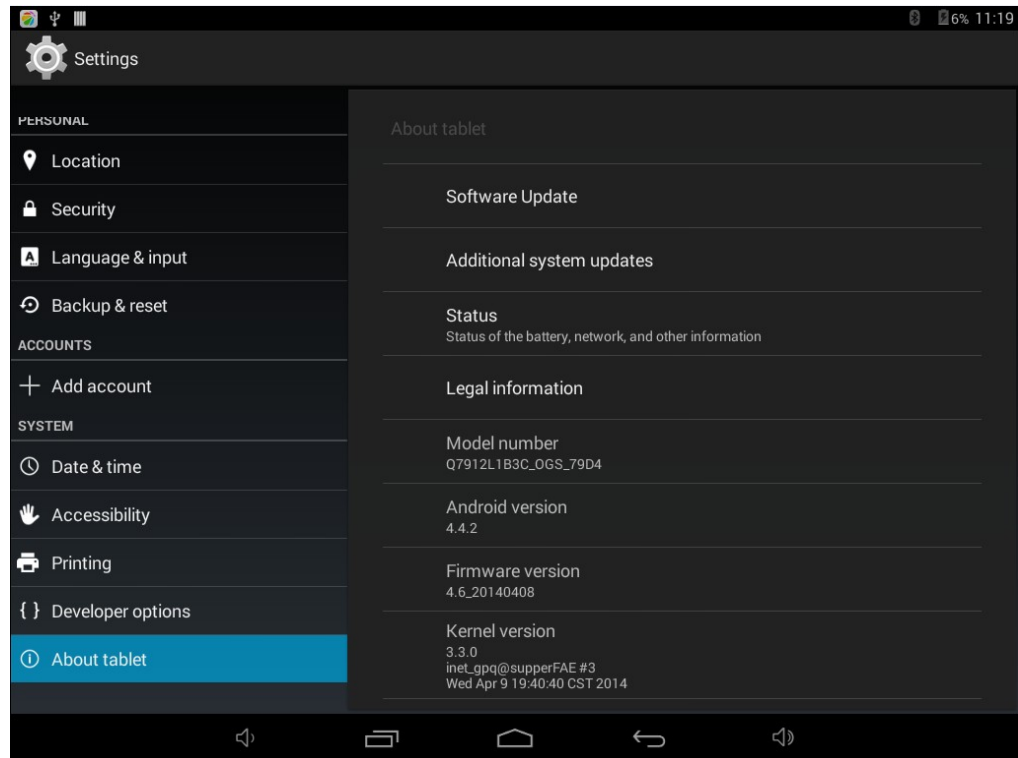 6% 11:19
Settings
PERSONAL
Location
Security
Language & input
Backup & reset
ACCOUNTS
Add account
SYSTEM
Date & time
Accessibility
Printing
{ } Developer options
About tablet
About tablet
Software Update
Additional system updates
Status
Status of the battery, network, and other information
Legal information
Model number
Q7912L1B3C_OGS_79D4
Android version
4.4.2
Firmware version
4.6_20140408
Kernel version
3.3.0
inet_gpq@supperFAE #3
Wed Apr 9 19:40:40 CST 2014